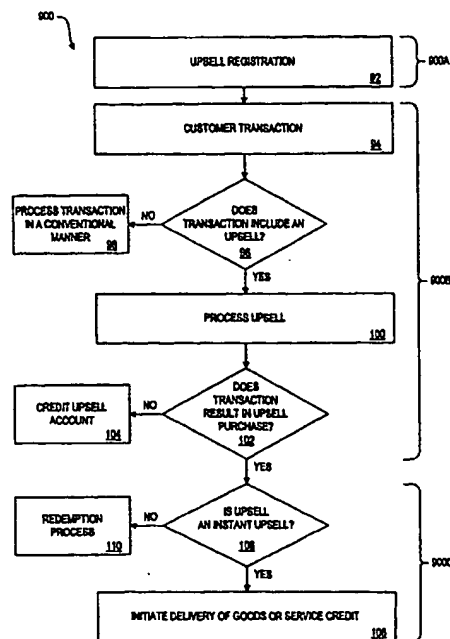 900
UPSELL REGISTRATION
92
900A
CUSTOMER TRANSACTION
94
DOES
TRANSACTION INCLUDE AN
UPSELL?
96
PROCESS TRANSACTION
IN A CONVENTIONAL
MANNER
98
NO
YES
900B
PROCESS UPSELL
100
DOES
TRANSACTION
RESULT IN UPSELL
PURCHASE?
102
CREDIT UPSELL
ACCOUNT
104
NO
YES
IS UPSELL
AN INSTANT UPSELL?
REDEMPTION
PROCESS
110
NO
YES
INITIATE DELIVERY OF GOODS OR SERVICE CREDIT